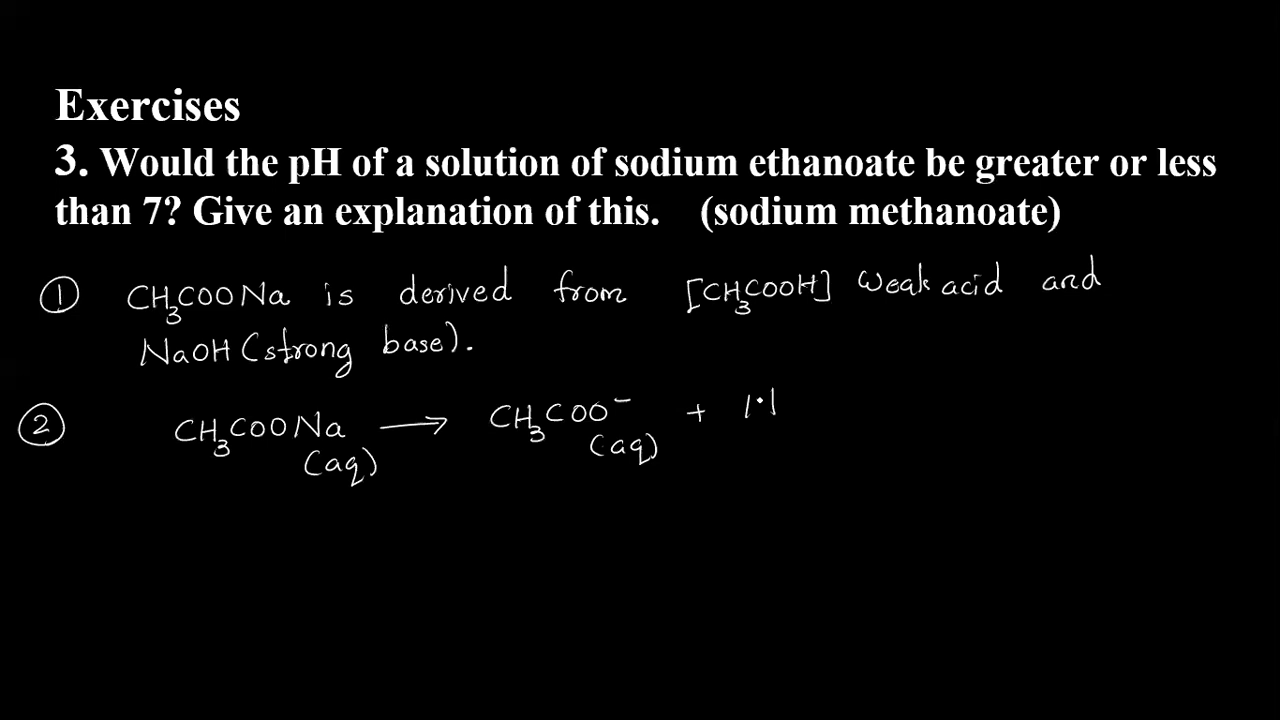 Exercises
3. Would the pH of a solution of sodium ethanoate be greater or less
than 7? Give an explanation of this. (sodium methanoate)
① CH₃COONa is derived from [CH₃COOH] weak acid and
NaOH (strong base).
② CH₃COONa (aq) ⟶ CH₃COO⁻ (aq) +